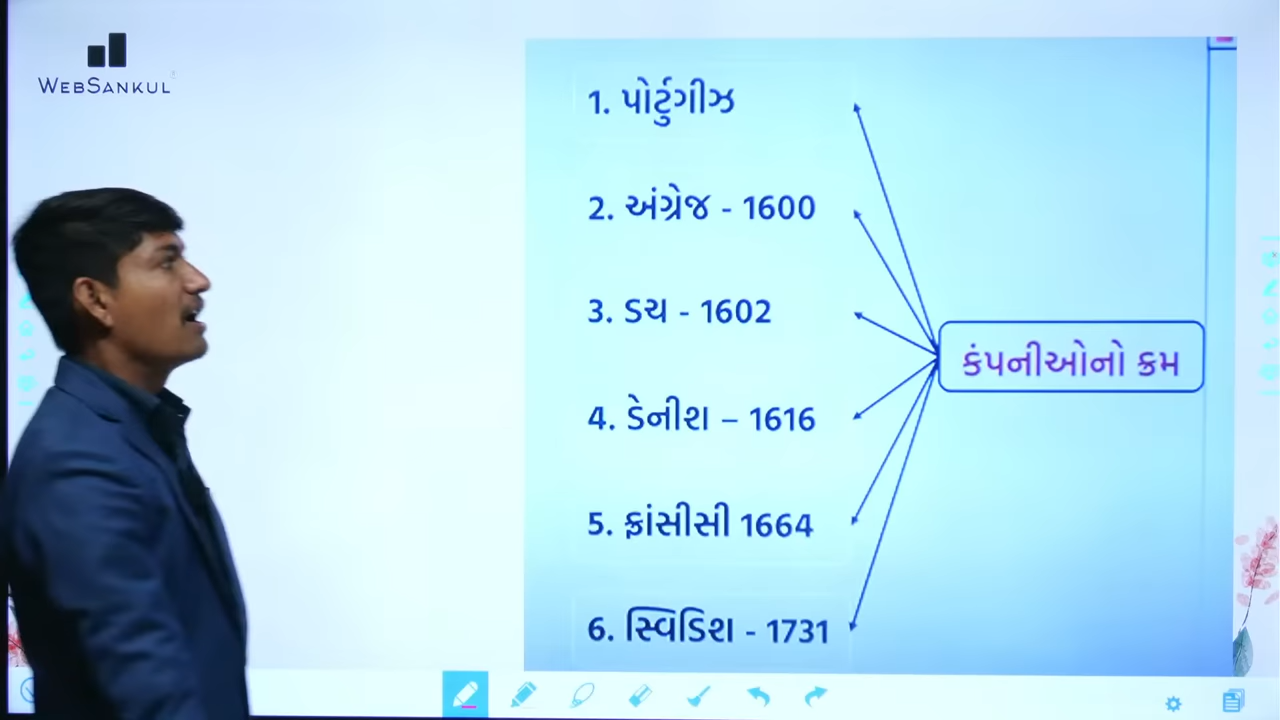 WEBSANKUL
1. પોર્ટુગીઝ
2. અંગ્રેજ - 1600
3. ડચ - 1602
કંપનીઓનો ક્રમ
4. ડેનીશ – 1616
5. ફ્રાંસીસી 1664
6. સ્વિડિશ - 1731